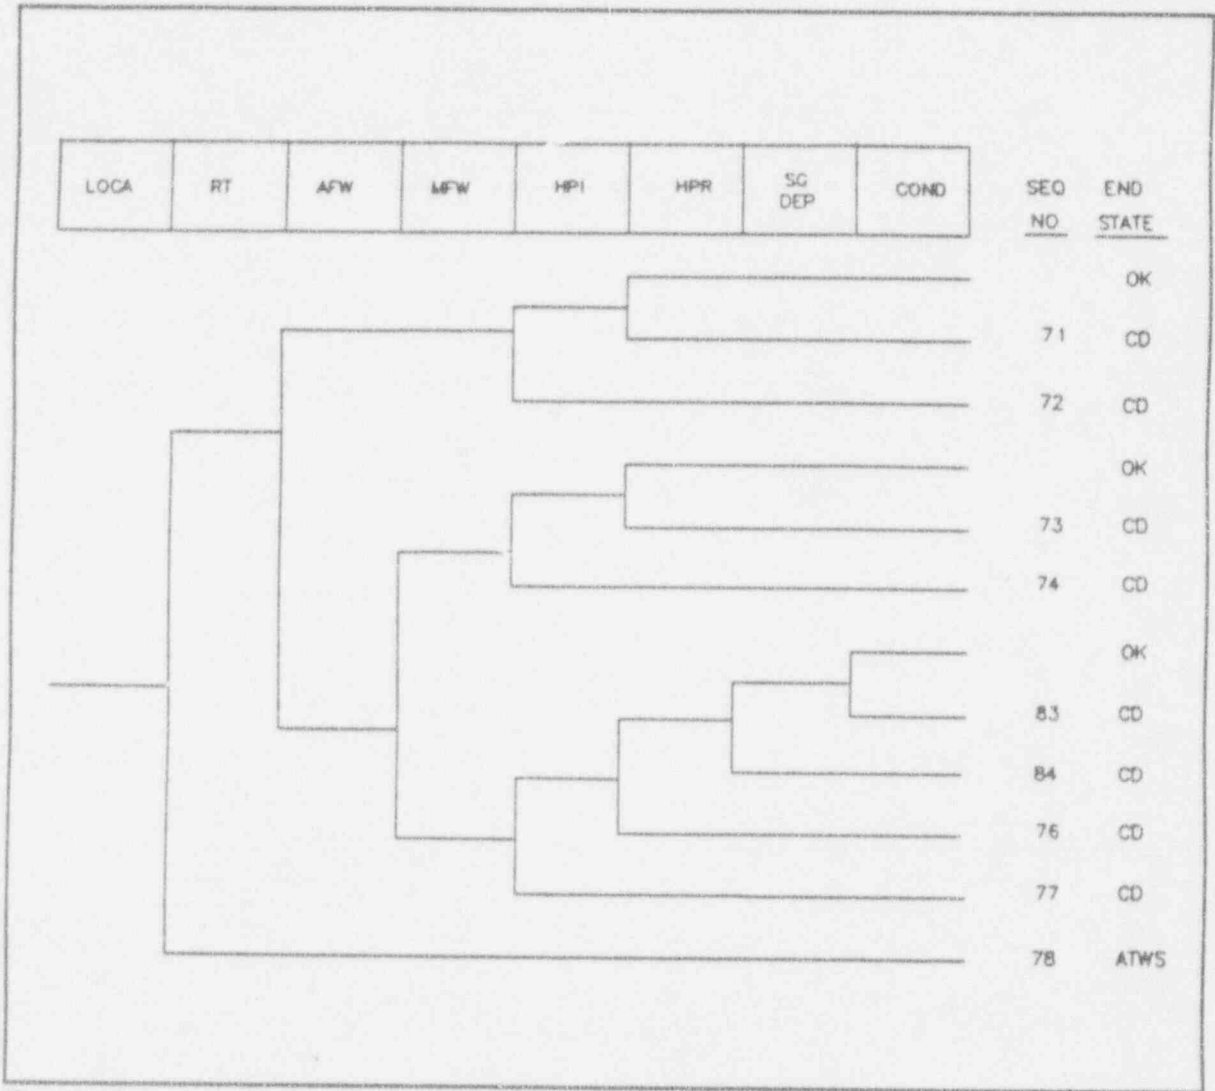 LOCA RT AFW MFW HPI HPR SG DEP COND SEQ NO END STATE
OK
71 CD
72 CD
OK
73 CD
74 CD
OK
83 CD
84 CD
76 CD
77 CD
78 ATWS